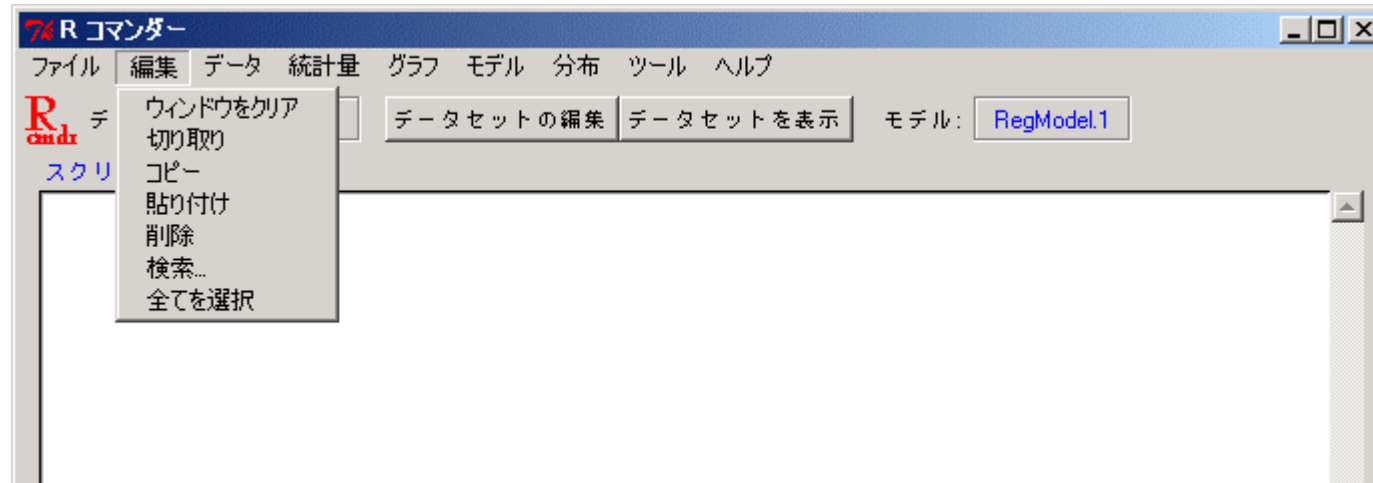 R コマンダー
ファイル 編集 データ 統計量 グラフ モデル 分布 ツール ヘルプ
R cmdr デ データセットの編集 データセットを表示 モデル: RegModel.1
スクリ
ウィンドウをクリア
切り取り
コピー
貼り付け
削除
検索...
全てを選択